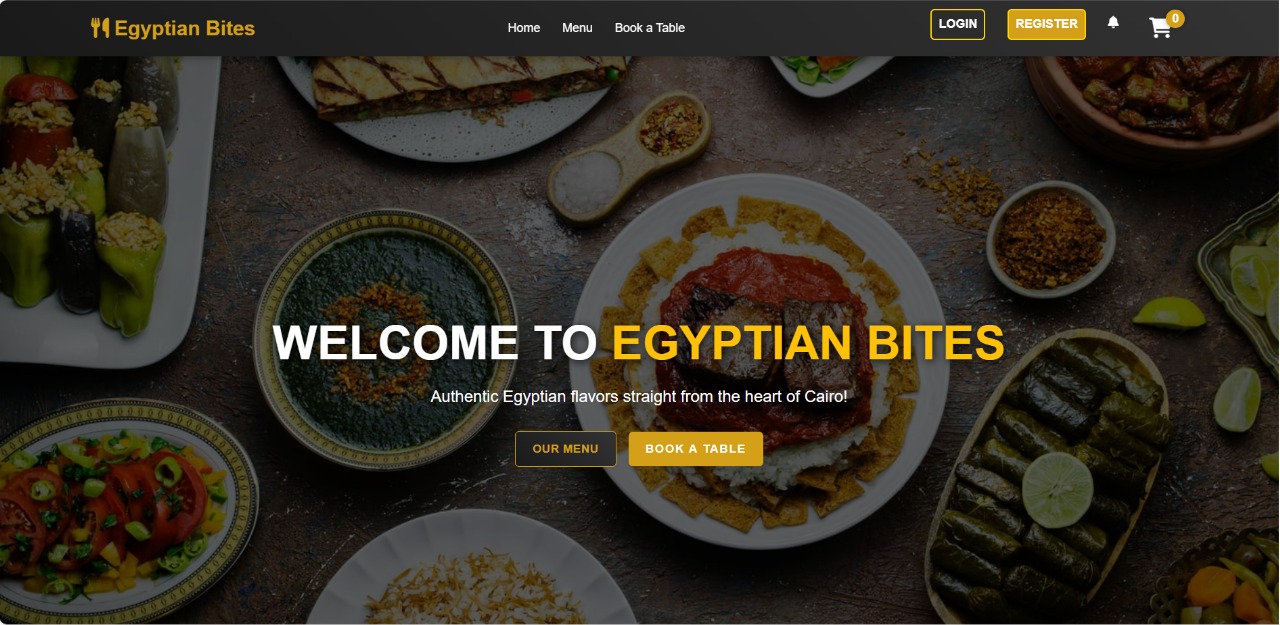 Egyptian Bites
Home Menu Book a Table
LOGIN REGISTER 0
WELCOME TO EGYPTIAN BITES
Authentic Egyptian flavors straight from the heart of Cairo!
OUR MENU BOOK A TABLE